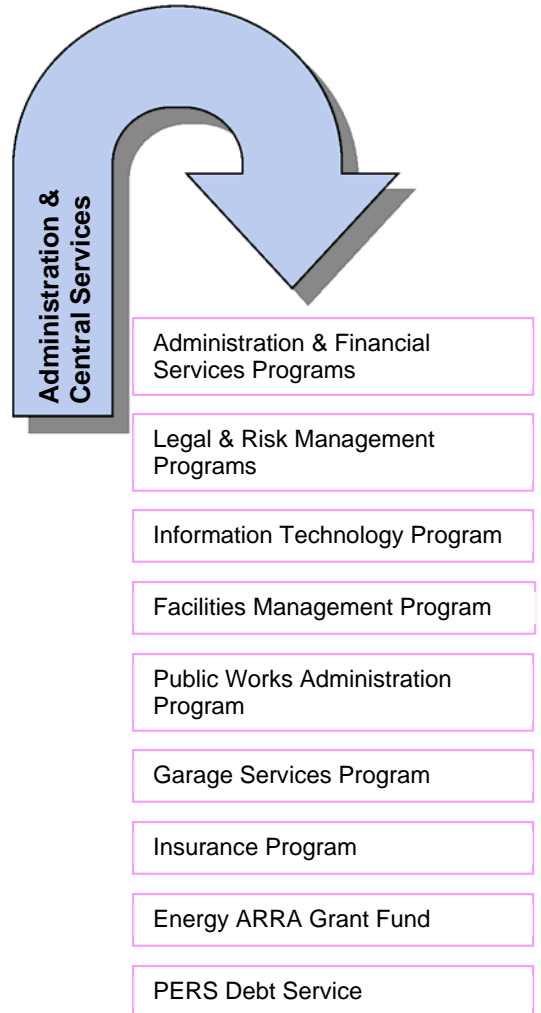 Administration &
Central Services
Administration & Financial
Services Programs
Legal & Risk Management
Programs
Information Technology Program
Facilities Management Program
Public Works Administration
Program
Garage Services Program
Insurance Program
Energy ARRA Grant Fund
PERS Debt Service